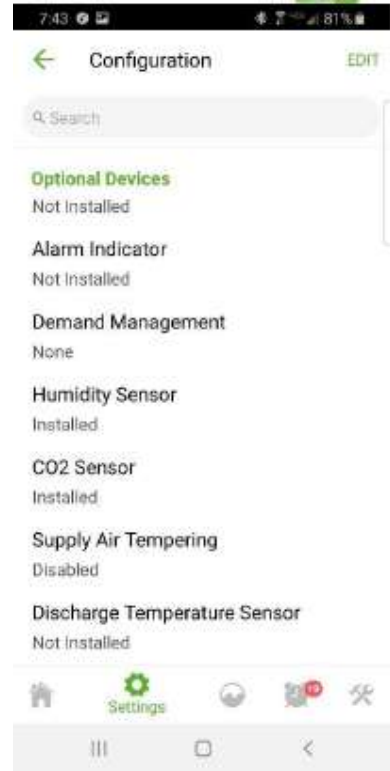 7:43 81%
Configuration EDIT
Search
Optional Devices
Not Installed
Alarm Indicator
Not Installed
Demand Management
None
Humidity Sensor
Installed
CO2 Sensor
Installed
Supply Air Tempering
Disabled
Discharge Temperature Sensor
Not Installed
Settings